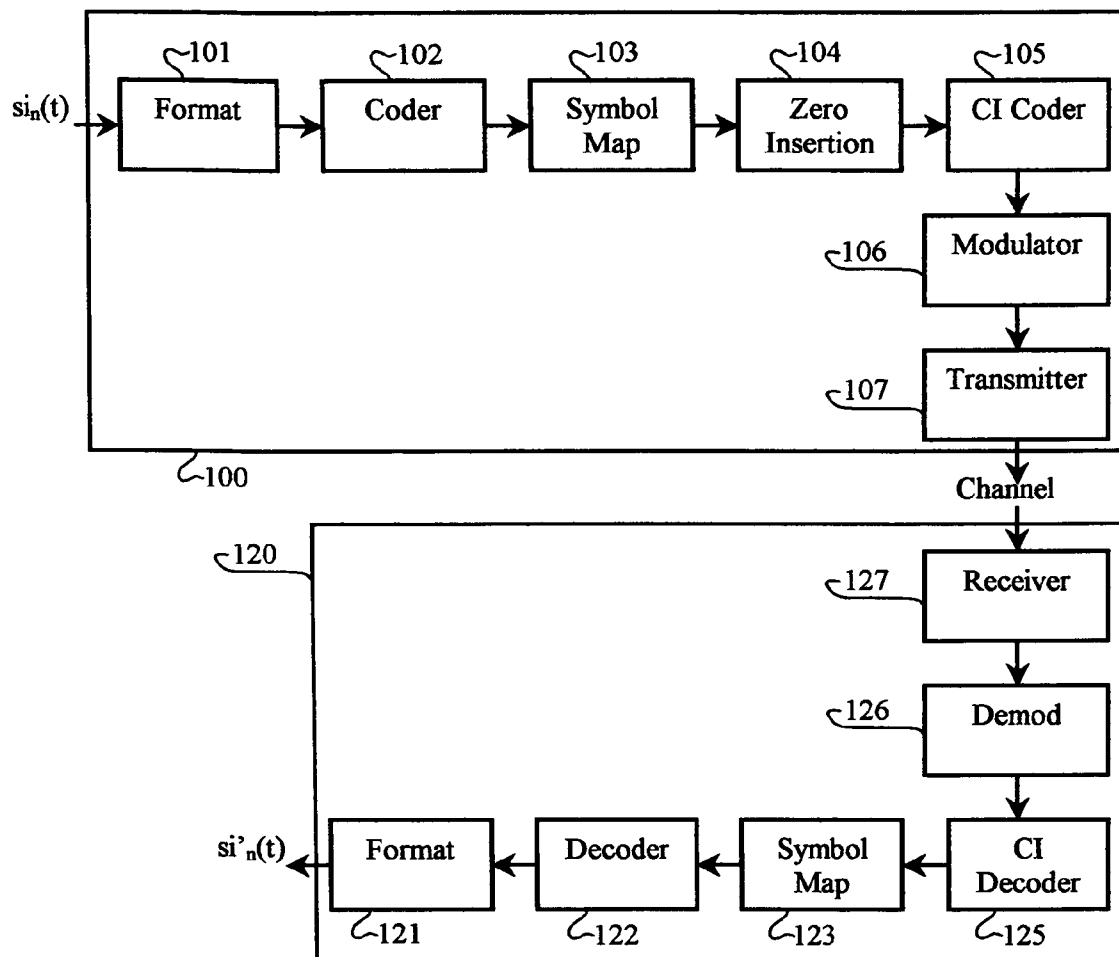 101
102
103
104
105
si_n(t)
Format
Coder
Symbol
Map
Zero
Insertion
CI Coder
106
Modulator
107
Transmitter
100
Channel
120
127
Receiver
126
Demod
si'_n(t)
Format
Decoder
Symbol
Map
CI
Decoder
121
122
123
125